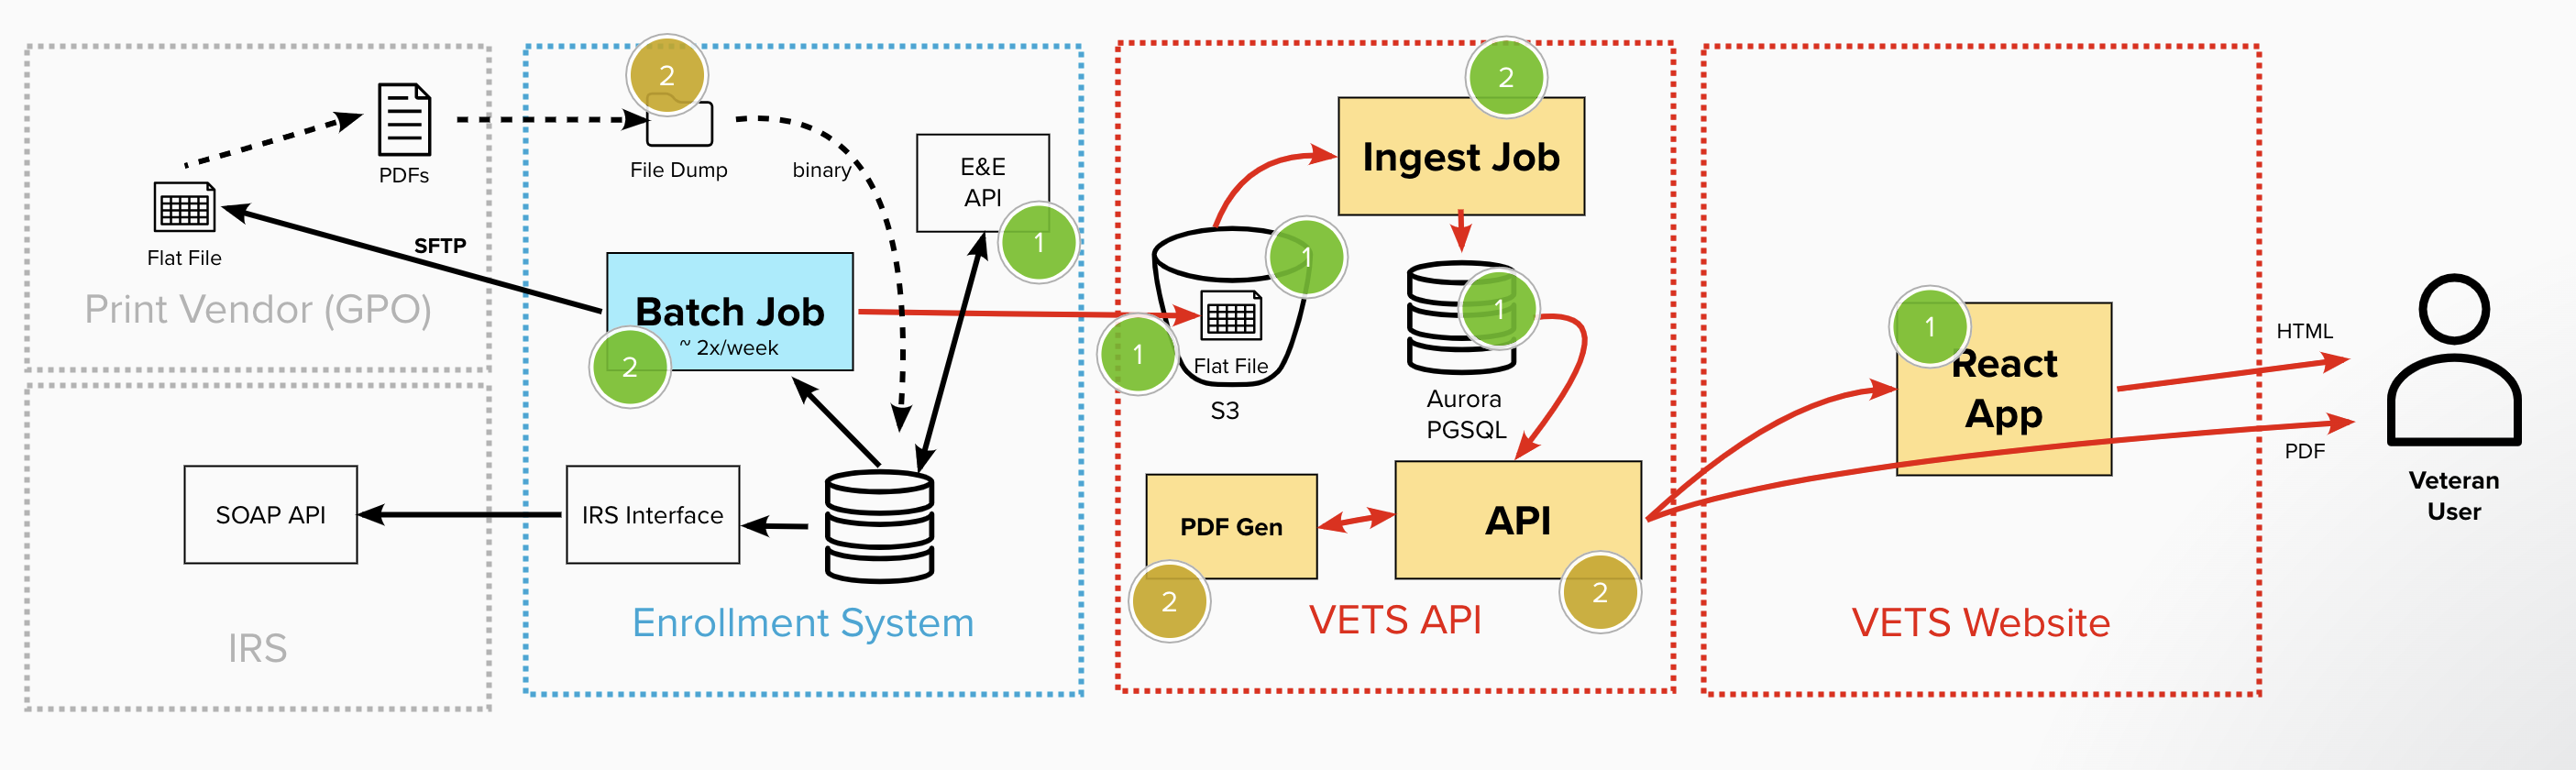 PDFs
Flat File
SFTP
Print Vendor (GPO)
SOAP API
IRS
2
File Dump
binary
E&E
API
1
Batch Job
~ 2x/week
2
IRS Interface
Enrollment System
2
Ingest Job
1
1
Flat File
S3
1
Aurora
PGSQL
PDF Gen
2
API
2
VETS API
1
React
App
VETS Website
HTML
PDF
Veteran
User